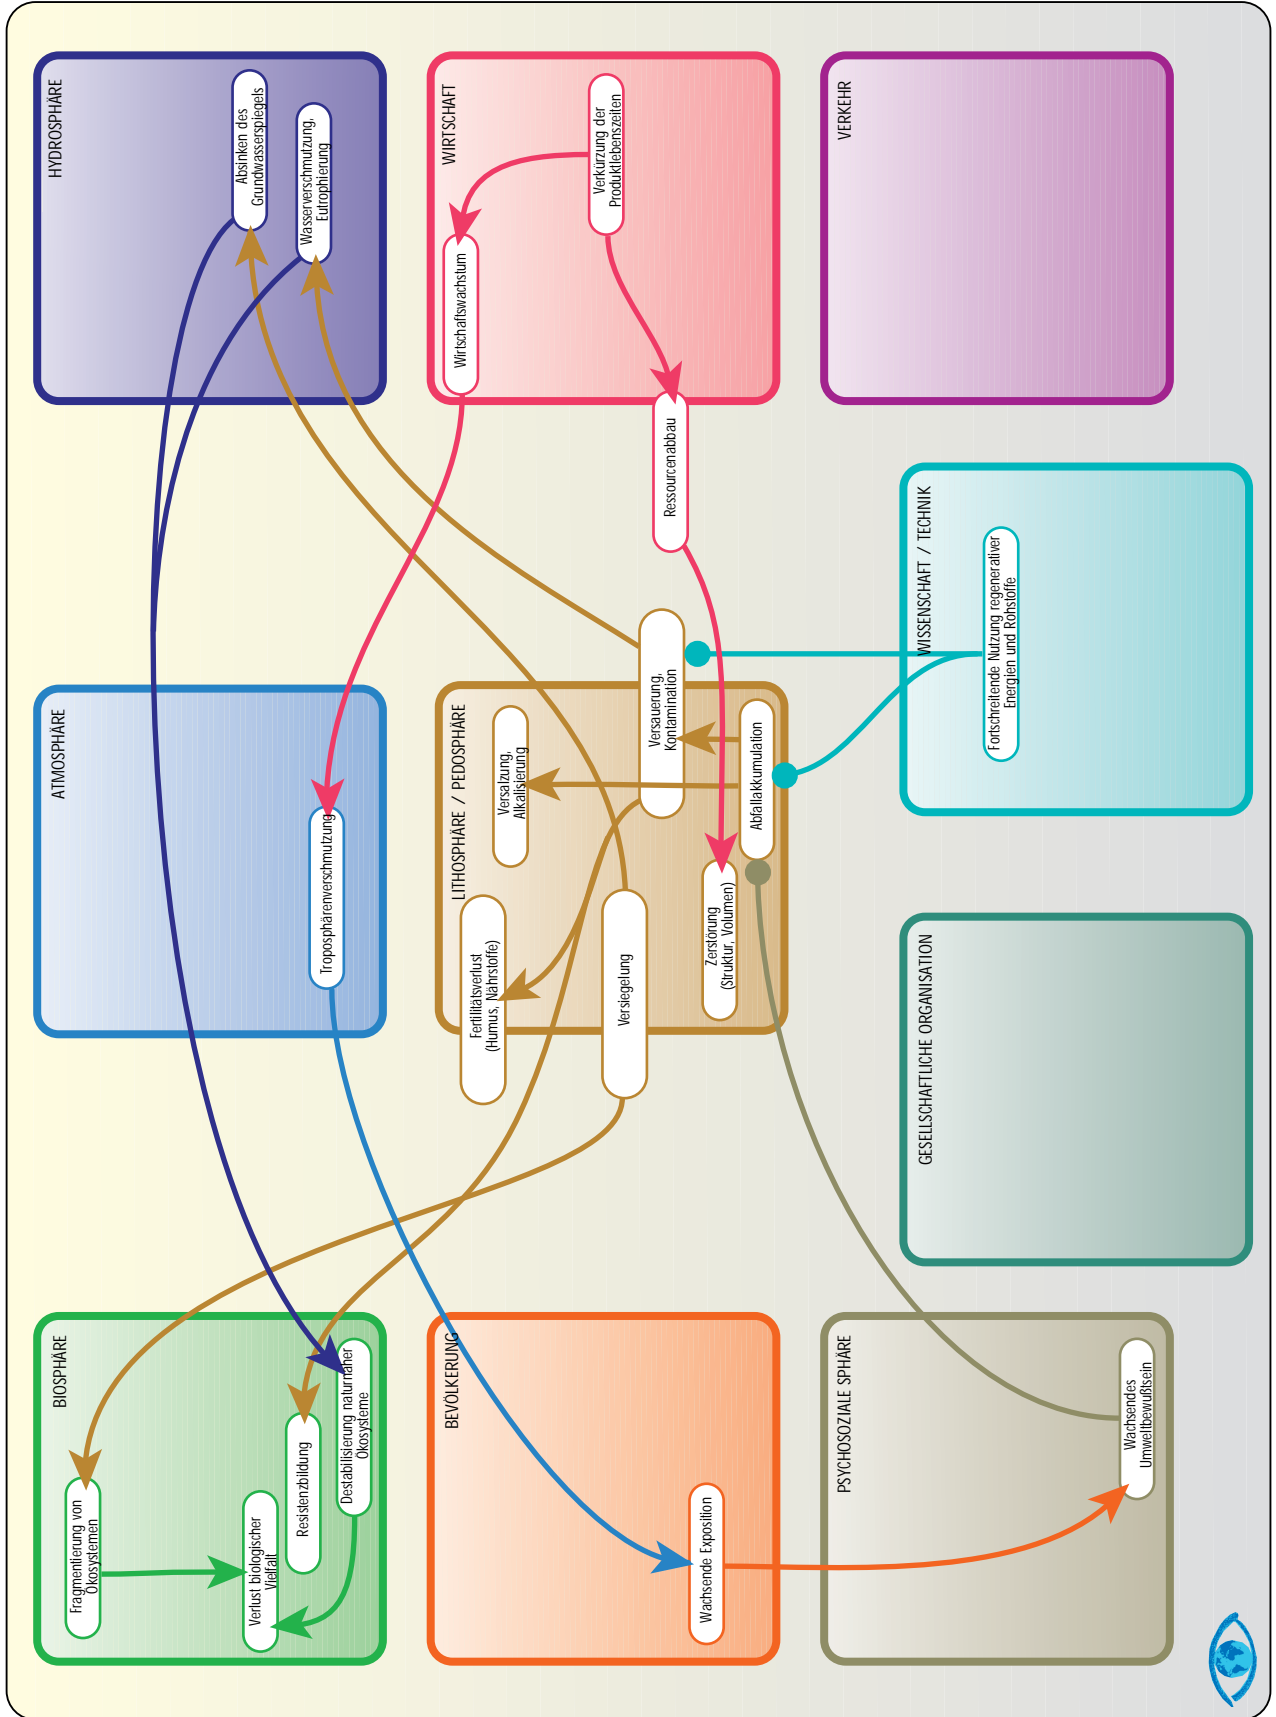 BIOSPHÄRE
Fragmentierung von
Ökosystemen
Verlust biologischer
Vielfalt
Resistenzbildung
Destabilisierung naturnaher
Ökosysteme
ATMOSPHÄRE
Troposphärenverschmutzung
HYDROSPHÄRE
Absinken des
Grundwasserspiegels
Wasserverschmutzung,
Eutrophierung
BEVÖLKERUNG
Wachsende Exposition
LITHOSPHÄRE / PEDOSPHÄRE
Fertilitätsverlust
(Humus, Nährstoffe)
Versalzung,
Alkalisierung
Versiegelung
Versauerung,
Kontamination
Zerstörung
(Struktur, Volumen)
Abfallakkumulation
WIRTSCHAFT
Wirtschaftswachstum
Verkürzung der
Produktlebenszeiten
Ressourcenabbau
PSYCHOSOZIALE SPHÄRE
Wachsendes
Umweltbewußtsein
GESELLSCHAFTLICHE ORGANISATION
WISSENSCHAFT / TECHNIK
Fortschreitende Nutzung regenerativer
Energien und Rohstoffe
VERKEHR